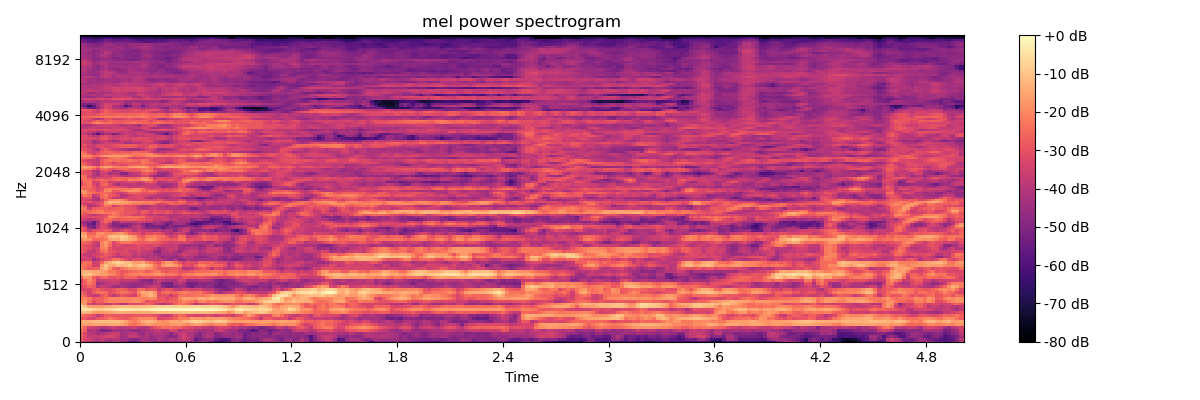 mel power spectrogram
8192
4096
2048
1024
512
0
Hz
0 0.6 1.2 1.8 2.4 3 3.6 4.2 4.8
Time
+0 dB
-10 dB
-20 dB
-30 dB
-40 dB
-50 dB
-60 dB
-70 dB
-80 dB